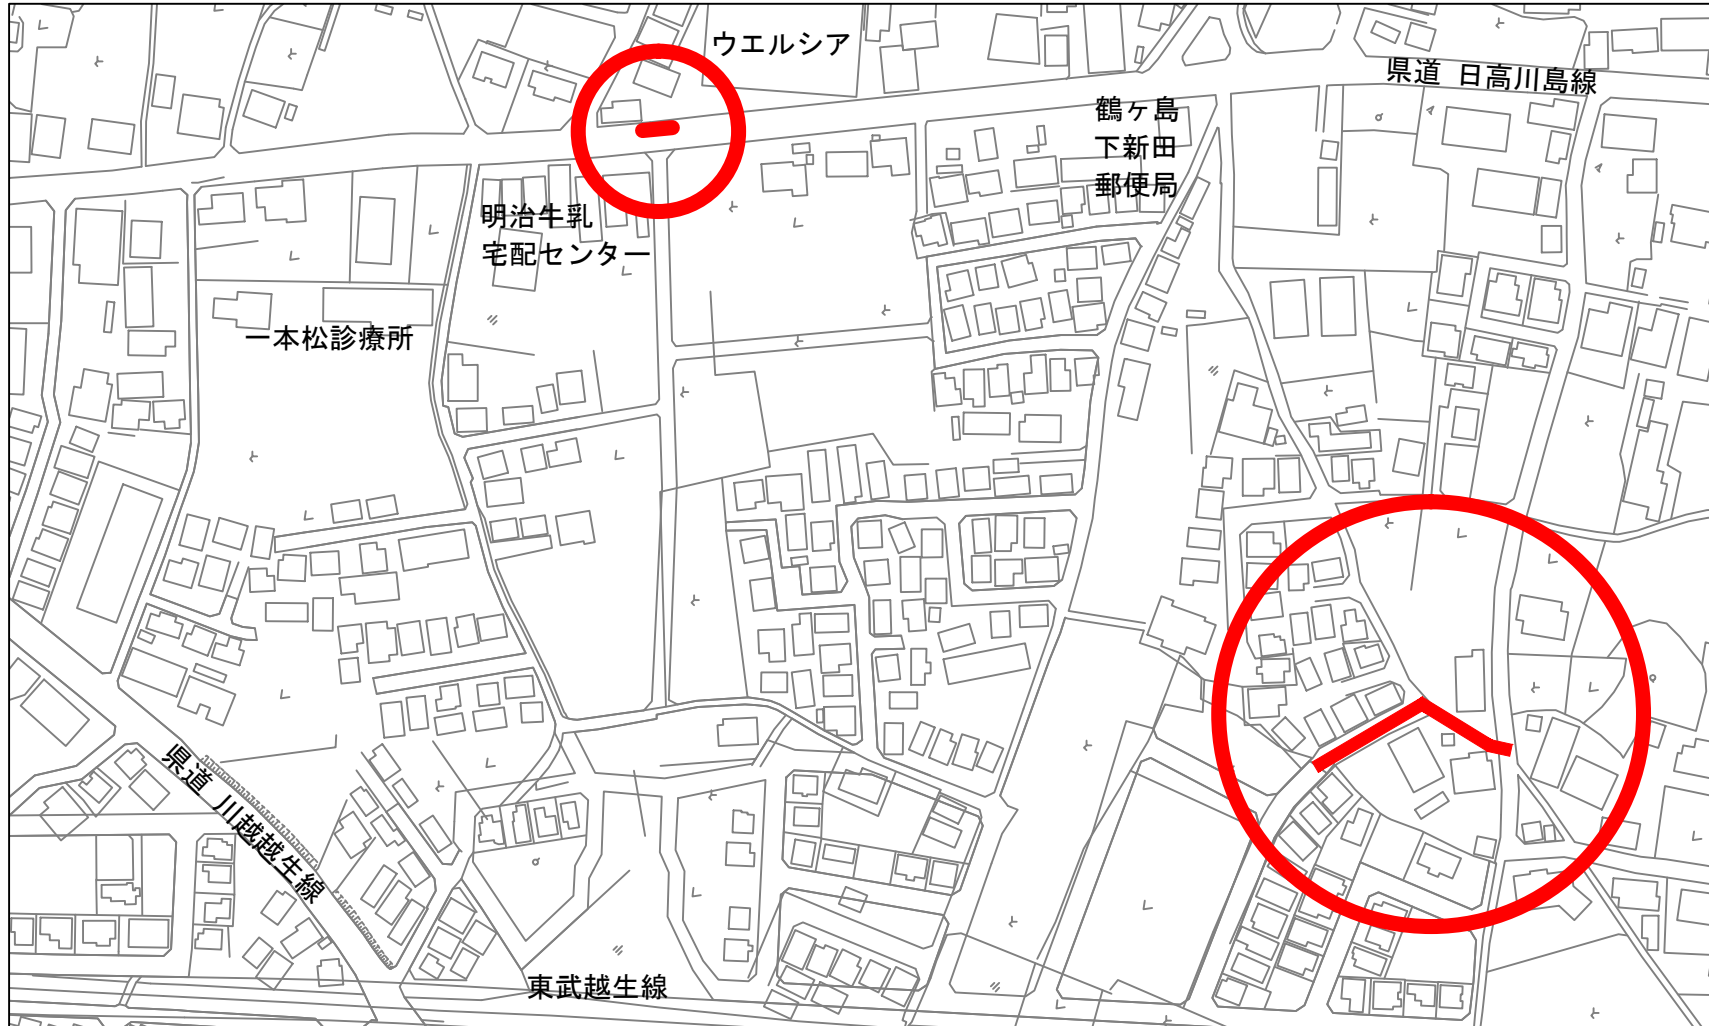 ウエルシア
県道 日高川島線
鶴ヶ島
下新田
郵便局
明治牛乳
宅配センター
一本松診療所
県道 川越越生線
東武越生線